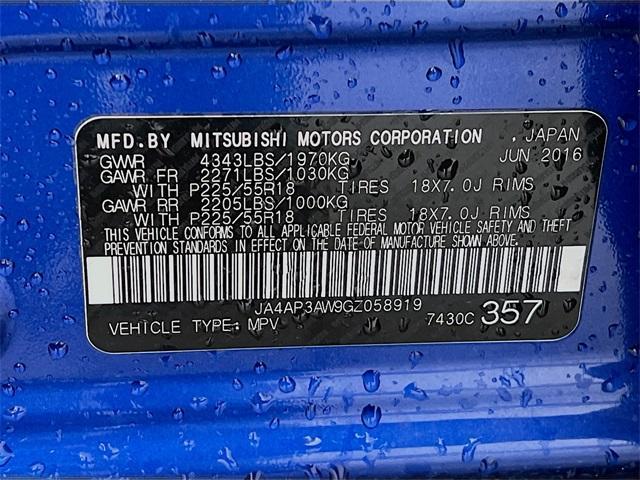 MFD.BY MITSUBISHI MOTORS CORPORATION , JAPAN
GVWR 4343LBS/1970KG JUN 2016
GAWR FR 2271LBS/1030KG
WITH P225/55R18 TIRES 18X7.0J RIMS
GAWR RR 2205LBS/1000KG
WITH P225/55R18 TIRES 18X7.0J RIMS
THIS VEHICLE CONFORMS TO ALL APPLICABLE FEDERAL MOTOR VEHICLE SAFETY AND THEFT
PREVENTION STANDARDS IN EFFECT ON THE DATE OF MANUFACTURE SHOWN ABOVE.
JA4AP3AW9GZ058919
VEHICLE TYPE: MPV 7430C 357